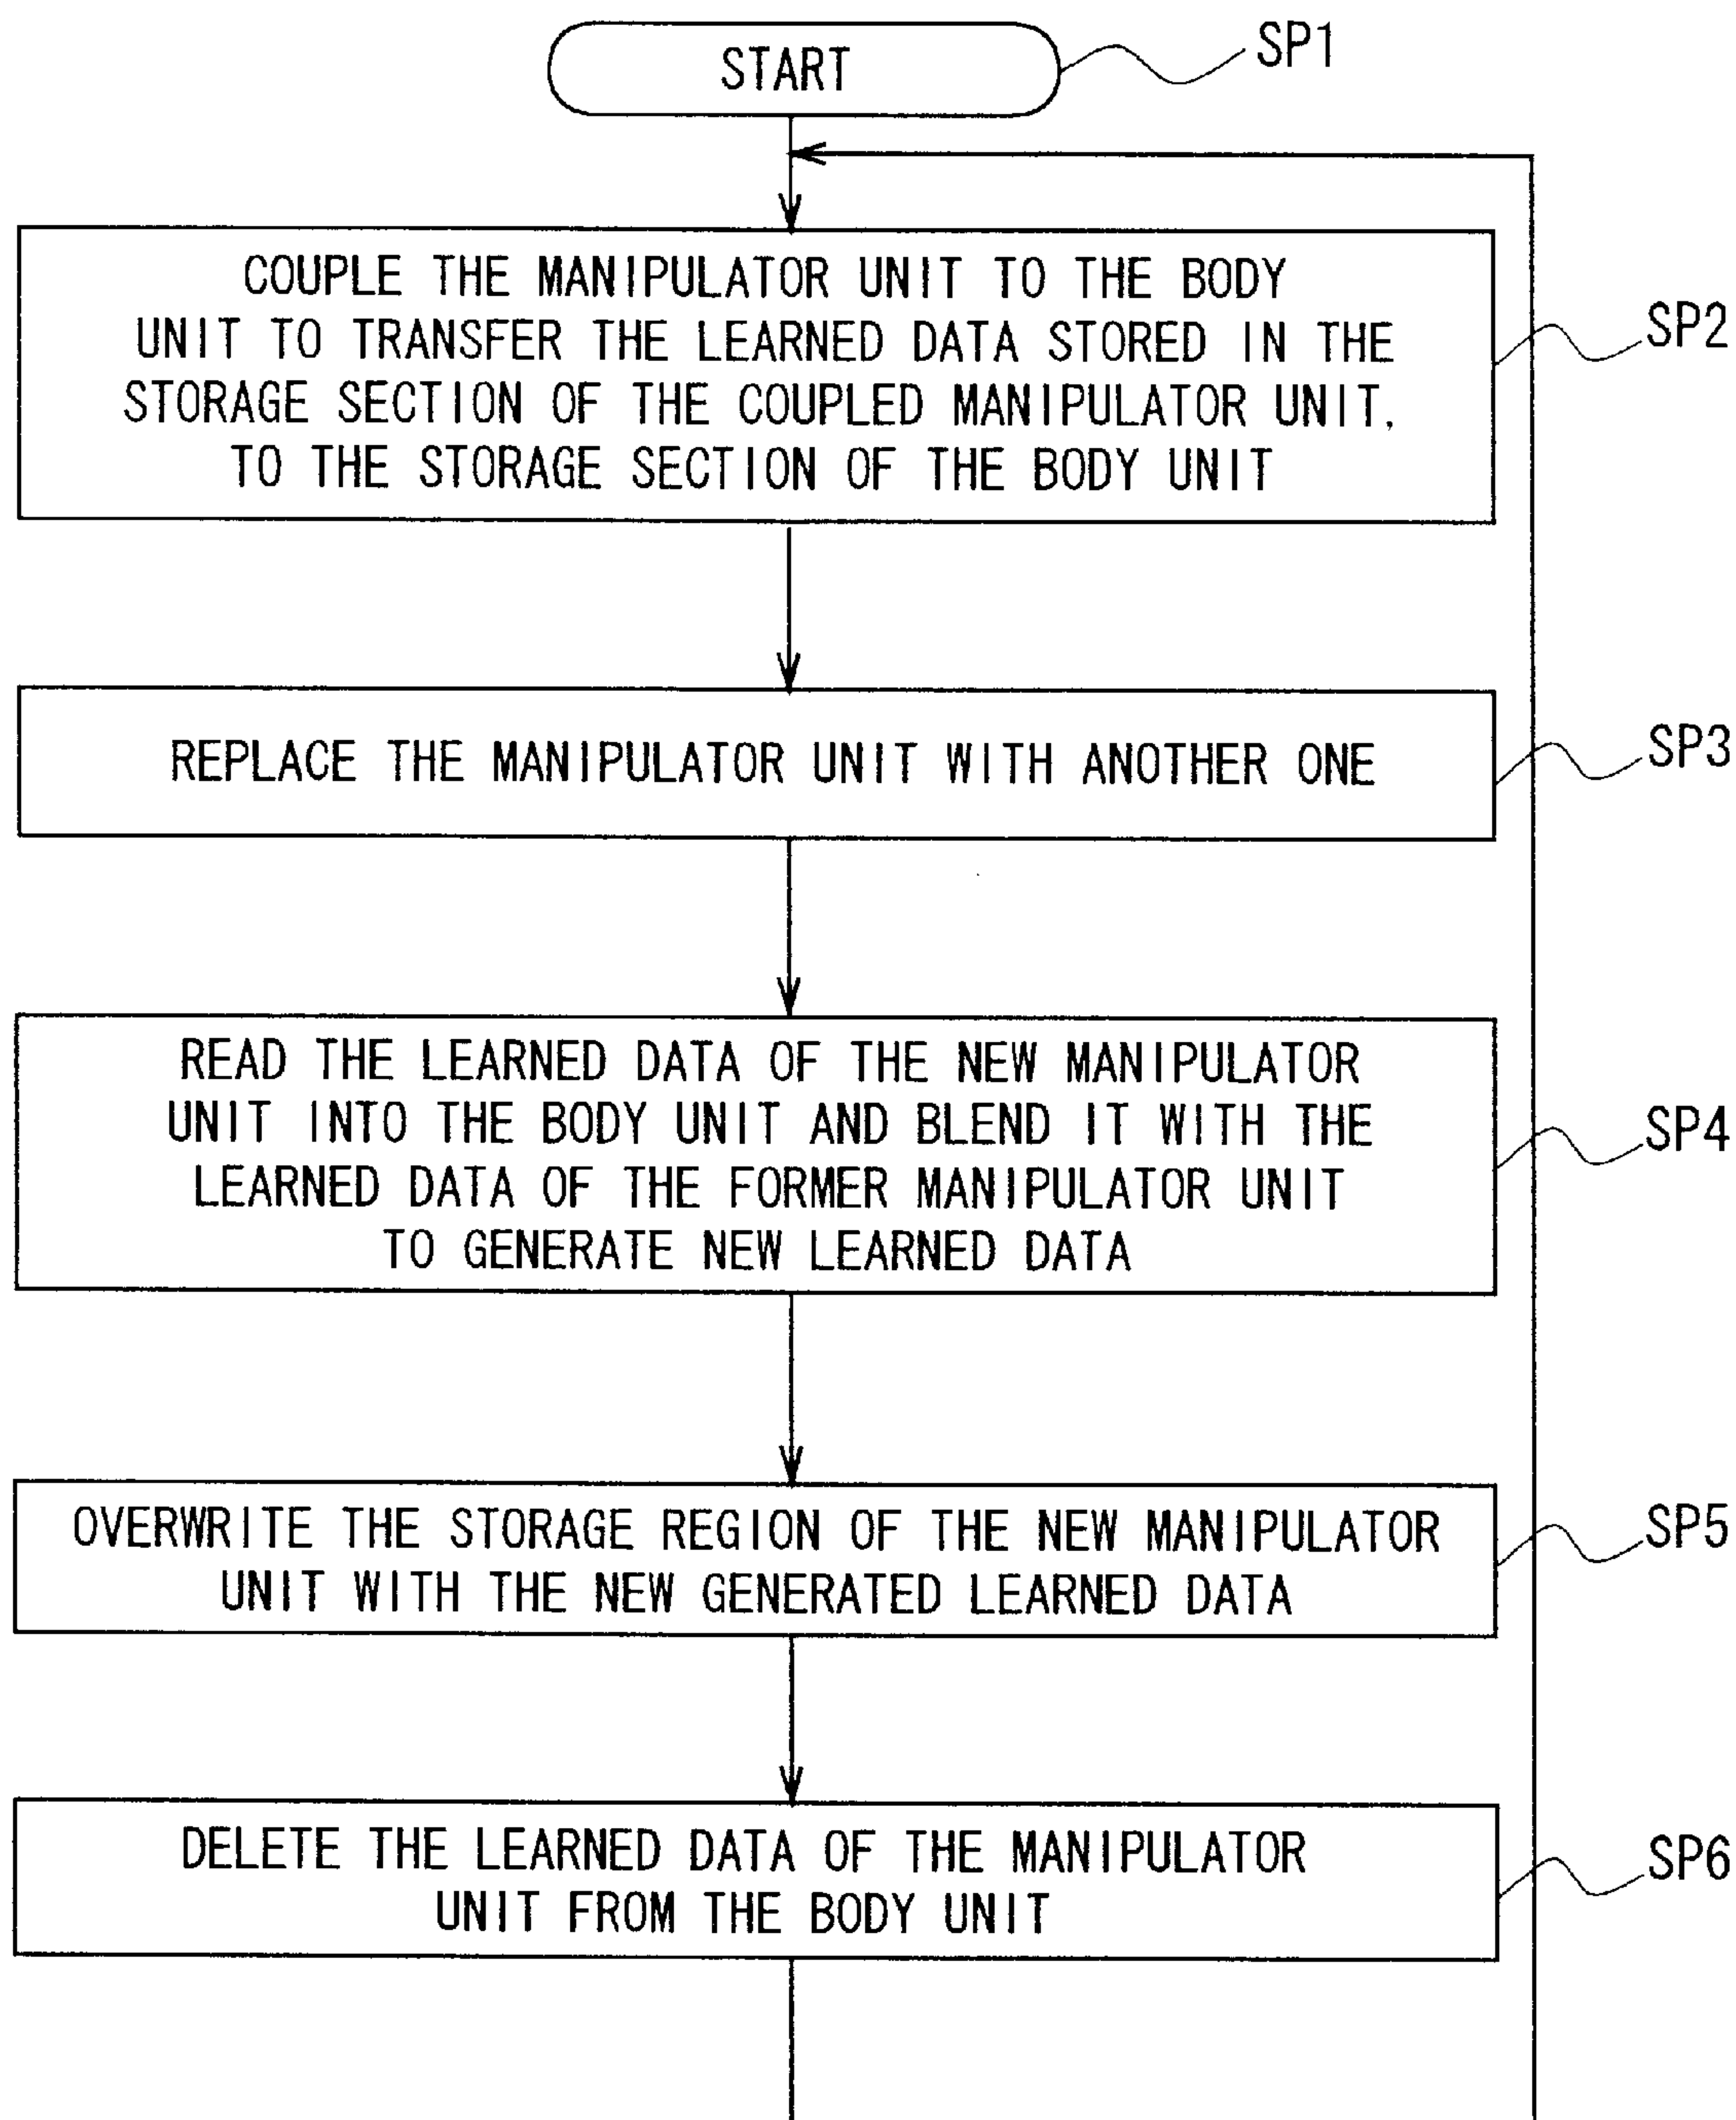 START
SP1
COUPLE THE MANIPULATOR UNIT TO THE BODY
UNIT TO TRANSFER THE LEARNED DATA STORED IN THE
STORAGE SECTION OF THE COUPLED MANIPULATOR UNIT,
TO THE STORAGE SECTION OF THE BODY UNIT
SP2
REPLACE THE MANIPULATOR UNIT WITH ANOTHER ONE
SP3
READ THE LEARNED DATA OF THE NEW MANIPULATOR
UNIT INTO THE BODY UNIT AND BLEND IT WITH THE
LEARNED DATA OF THE FORMER MANIPULATOR UNIT
TO GENERATE NEW LEARNED DATA
SP4
OVERWRITE THE STORAGE REGION OF THE NEW MANIPULATOR
UNIT WITH THE NEW GENERATED LEARNED DATA
SP5
DELETE THE LEARNED DATA OF THE MANIPULATOR
UNIT FROM THE BODY UNIT
SP6